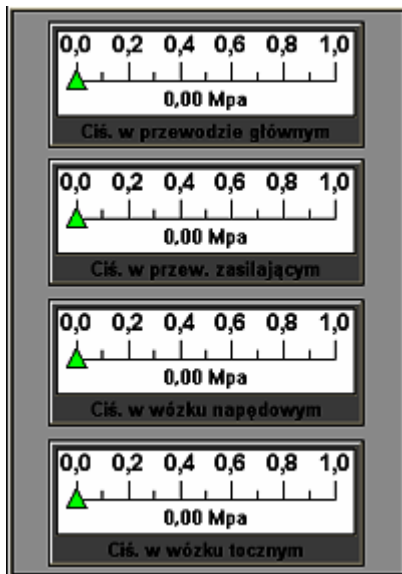 0,0 0,2 0,4 0,6 0,8 1,0
0,00 Mpa
Ciś. w przewodzie głównym
0,0 0,2 0,4 0,6 0,8 1,0
0,00 Mpa
Ciś. w przew. zasilającym
0,0 0,2 0,4 0,6 0,8 1,0
0,00 Mpa
Ciś. w wózku napędowym
0,0 0,2 0,4 0,6 0,8 1,0
0,00 Mpa
Ciś. w wózku tocznym